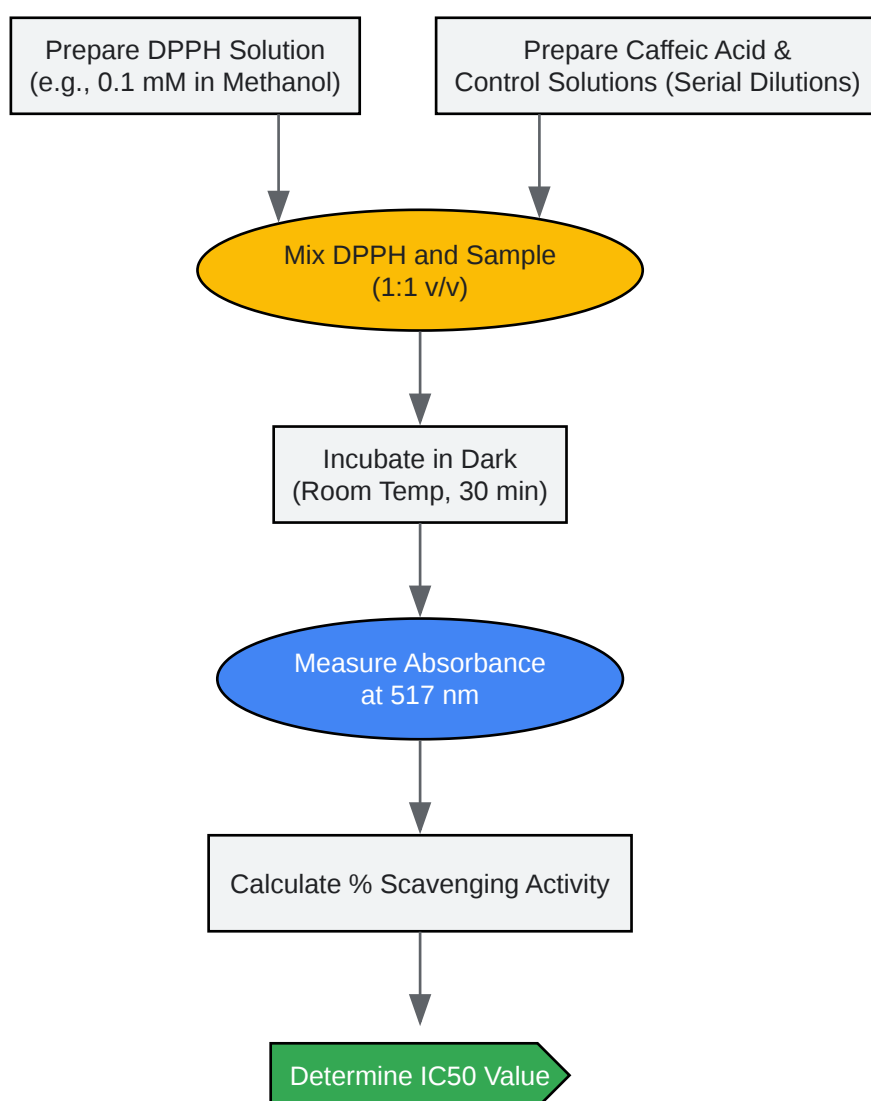 Prepare DPPH Solution
(e.g., 0.1 mM in Methanol)
Prepare Caffeic Acid &
Control Solutions (Serial Dilutions)
Mix DPPH and Sample
(1:1 v/v)
Incubate in Dark
(Room Temp, 30 min)
Measure Absorbance
at 517 nm
Calculate % Scavenging Activity
Determine IC50 Value